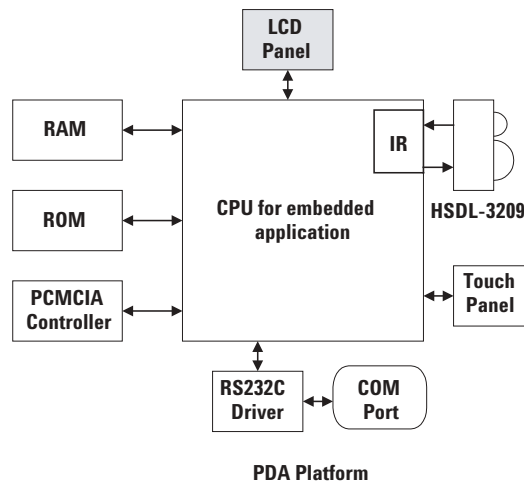 LCD
Panel
RAM
IR
ROM
CPU for embedded
application
HSDL-3209
PCMCIA
Controller
Touch
Panel
RS232C
Driver
COM
Port
PDA Platform